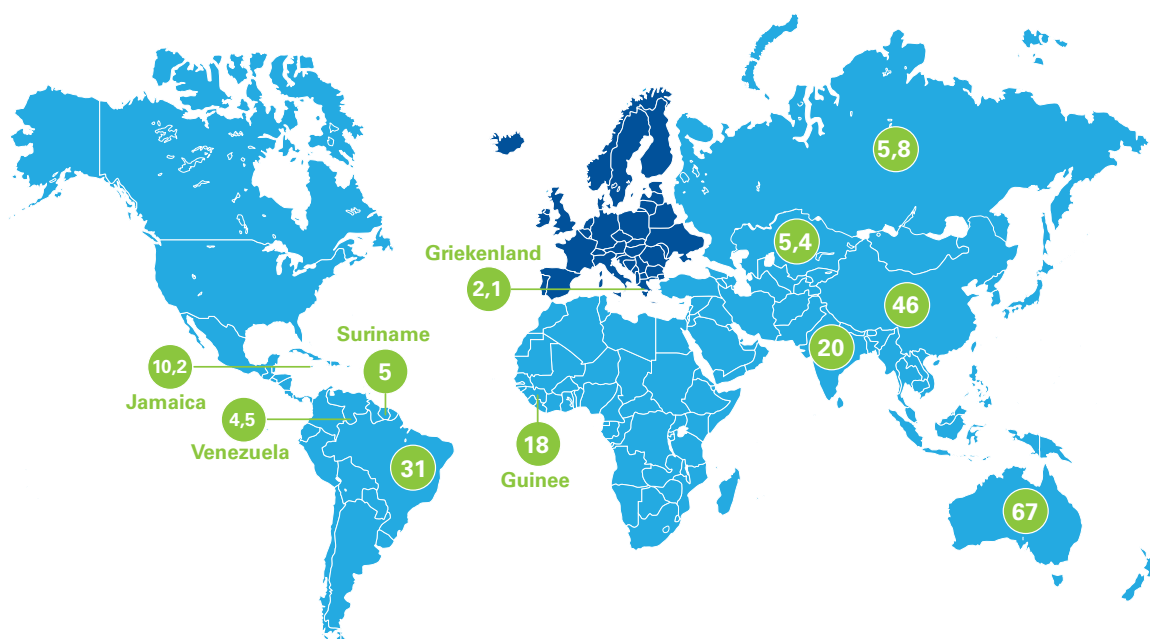 5,8
5,4
Griekenland
2,1
46
Suriname
20
10,2
5
Jamaica
4,5
Venezuela
18
31
Guinee
67